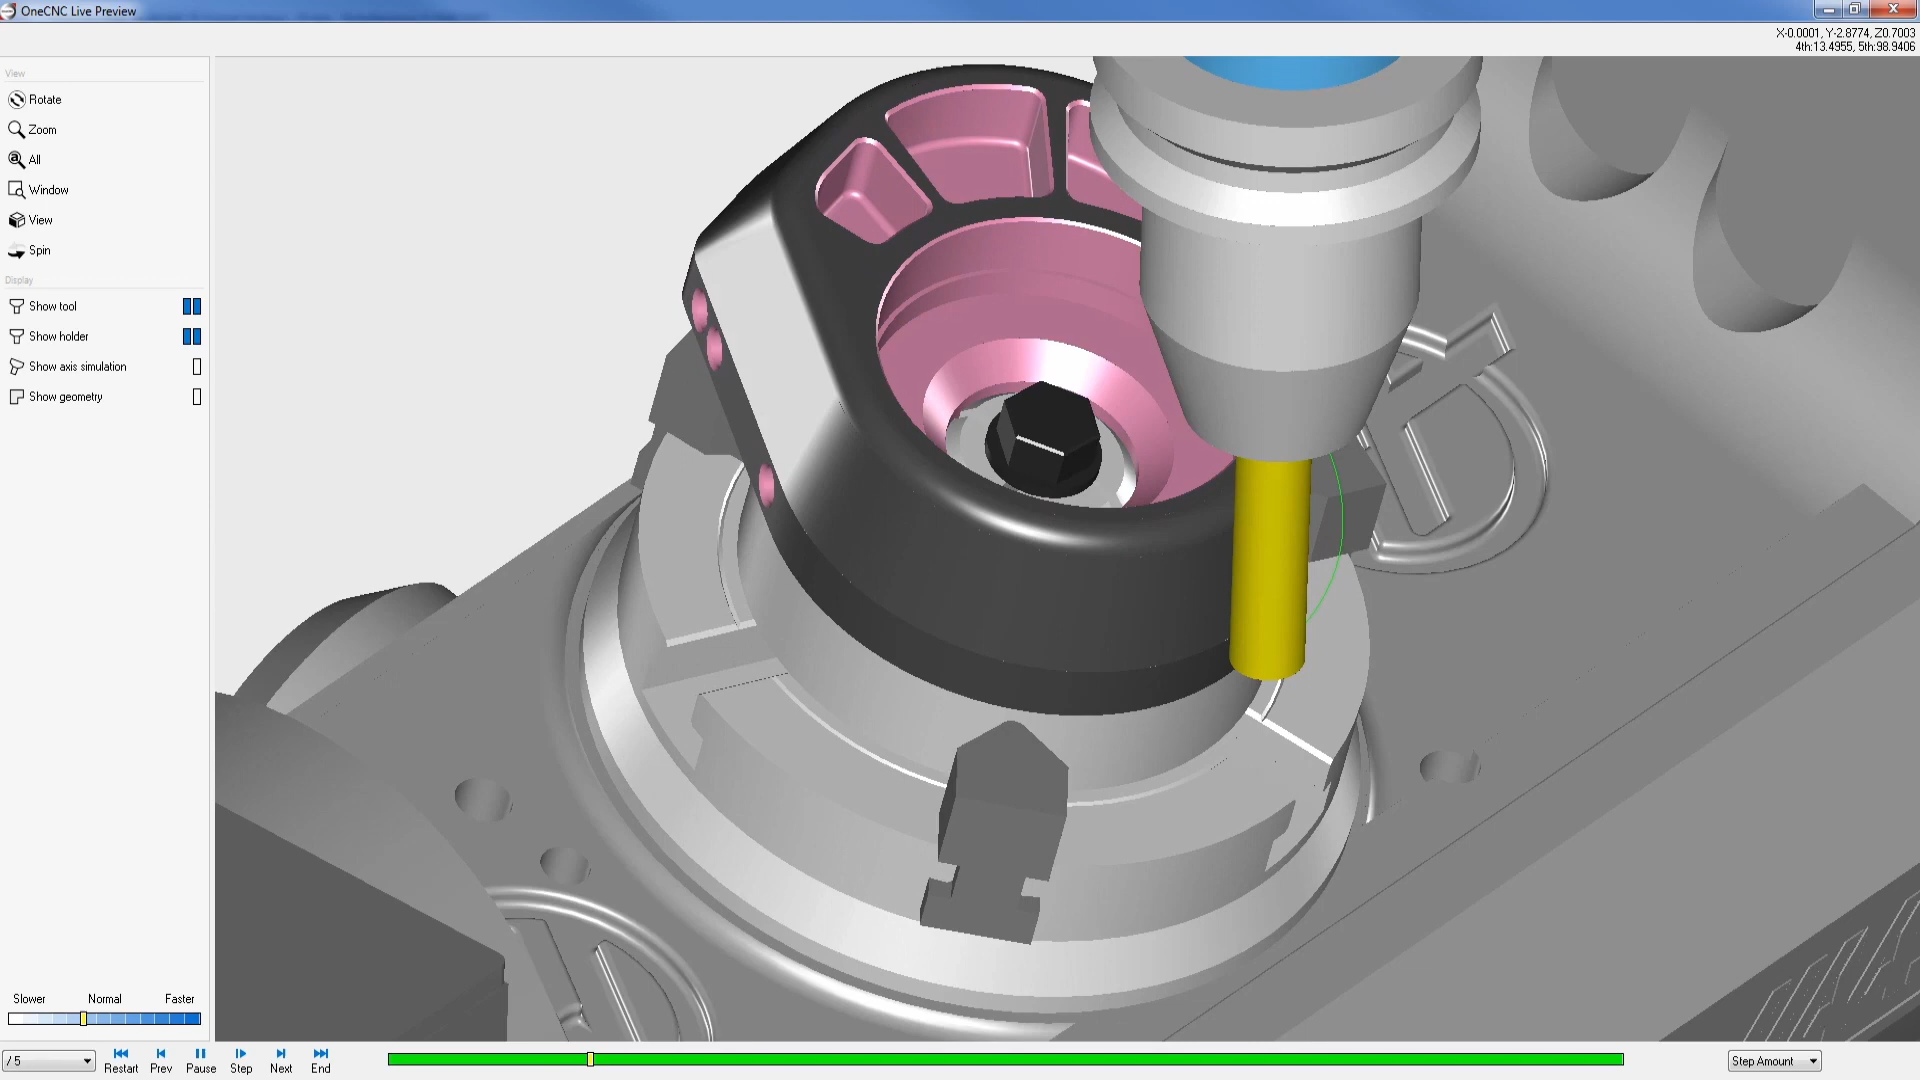 OneCNC Live Preview
X-0.0001, Y-2.8774, Z0.7003
4th:13.4955, 5th:98.9406
View
Rotate
Zoom
All
Window
View
Spin
Display
Show tool
Show holder
Show axis simulation
Show geometry
Slower Normal Faster
/ 5
Restart Prev Pause Step Next End
Step Amount